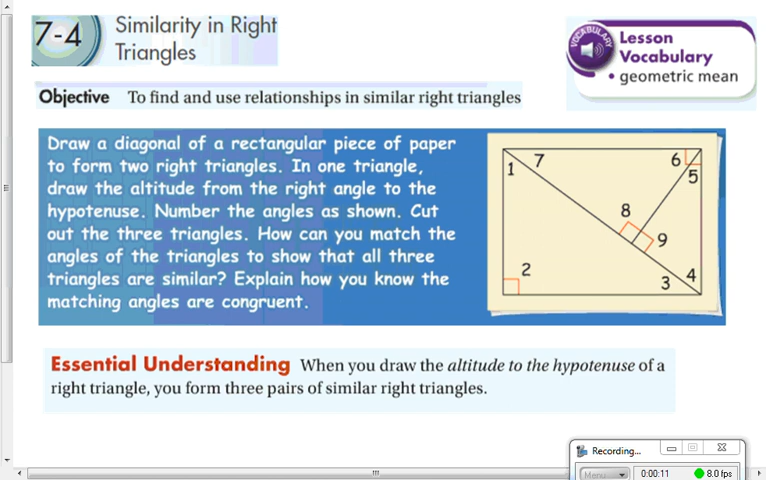 7-4
Similarity in Right
Triangles
VOCABULARY
Lesson
Vocabulary
• geometric mean
Objective To find and use relationships in similar right triangles
Draw a diagonal of a rectangular piece of paper
to form two right triangles. In one triangle,
draw the altitude from the right angle to the
hypotenuse. Number the angles as shown. Cut
out the three triangles. How can you match the
angles of the triangles to show that all three
triangles are similar? Explain how you know the
matching angles are congruent.
1 7 6
5
8
9
2
3 4
Essential Understanding When you draw the altitude to the hypotenuse of a
right triangle, you form three pairs of similar right triangles.
Recording...
Menu 0:00:11 8.0 fps